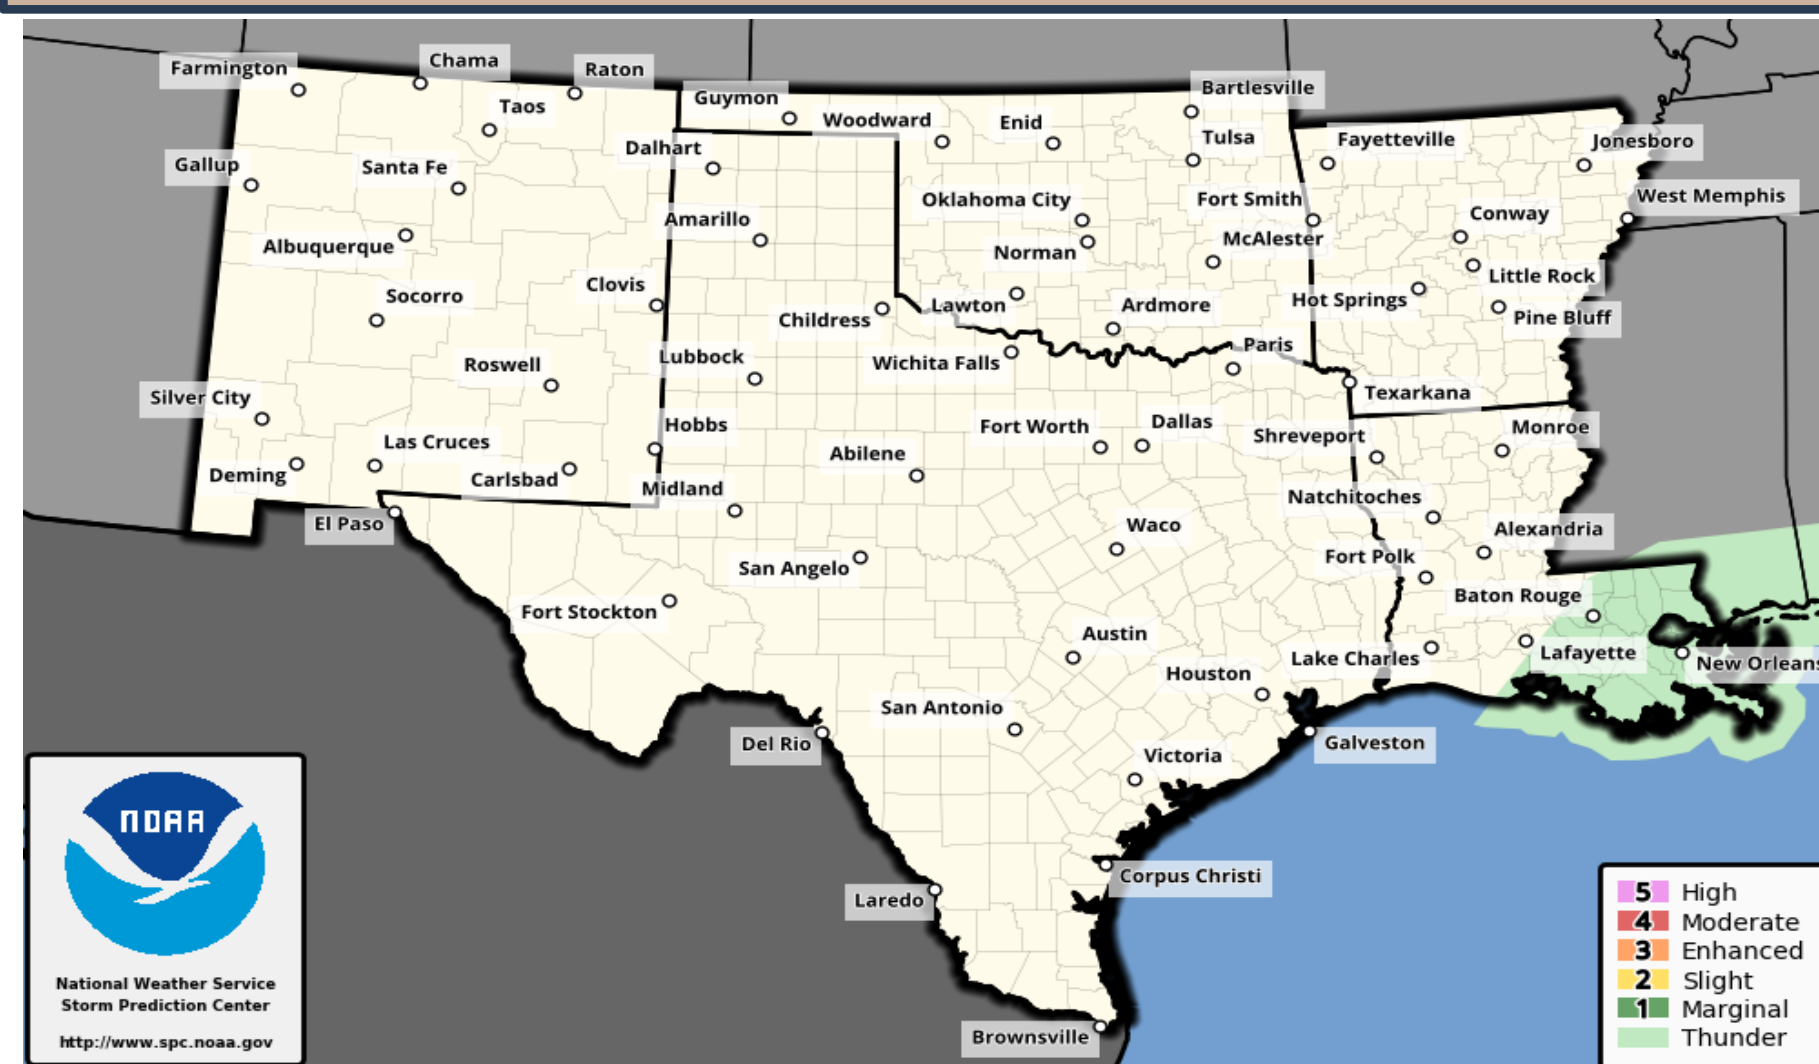 Farmington
Chama
Raton
Taos
Guymon
Woodward
Enid
Bartlesville
Tulsa
Fayetteville
Jonesboro
Gallup
Santa Fe
Dalhart
Oklahoma City
Fort Smith
West Memphis
Conway
Amarillo
Albuquerque
Norman
McAlester
Little Rock
Socorro
Clovis
Childress
Lawton
Ardmore
Hot Springs
Pine Bluff
Roswell
Lubbock
Wichita Falls
Paris
Texarkana
Silver City
Hobbs
Fort Worth
Dallas
Shreveport
Monroe
Las Cruces
Abilene
Deming
Carlsbad
Midland
Natchitoches
El Paso
Waco
Alexandria
San Angelo
Fort Polk
Fort Stockton
Baton Rouge
Austin
Lake Charles
Lafayette
New Orleans
Houston
San Antonio
Del Rio
Galveston
Victoria
Corpus Christi
Laredo
Brownsville
NOAA
National Weather Service
Storm Prediction Center
http://www.spc.noaa.gov
5 High
4 Moderate
3 Enhanced
2 Slight
1 Marginal
Thunder